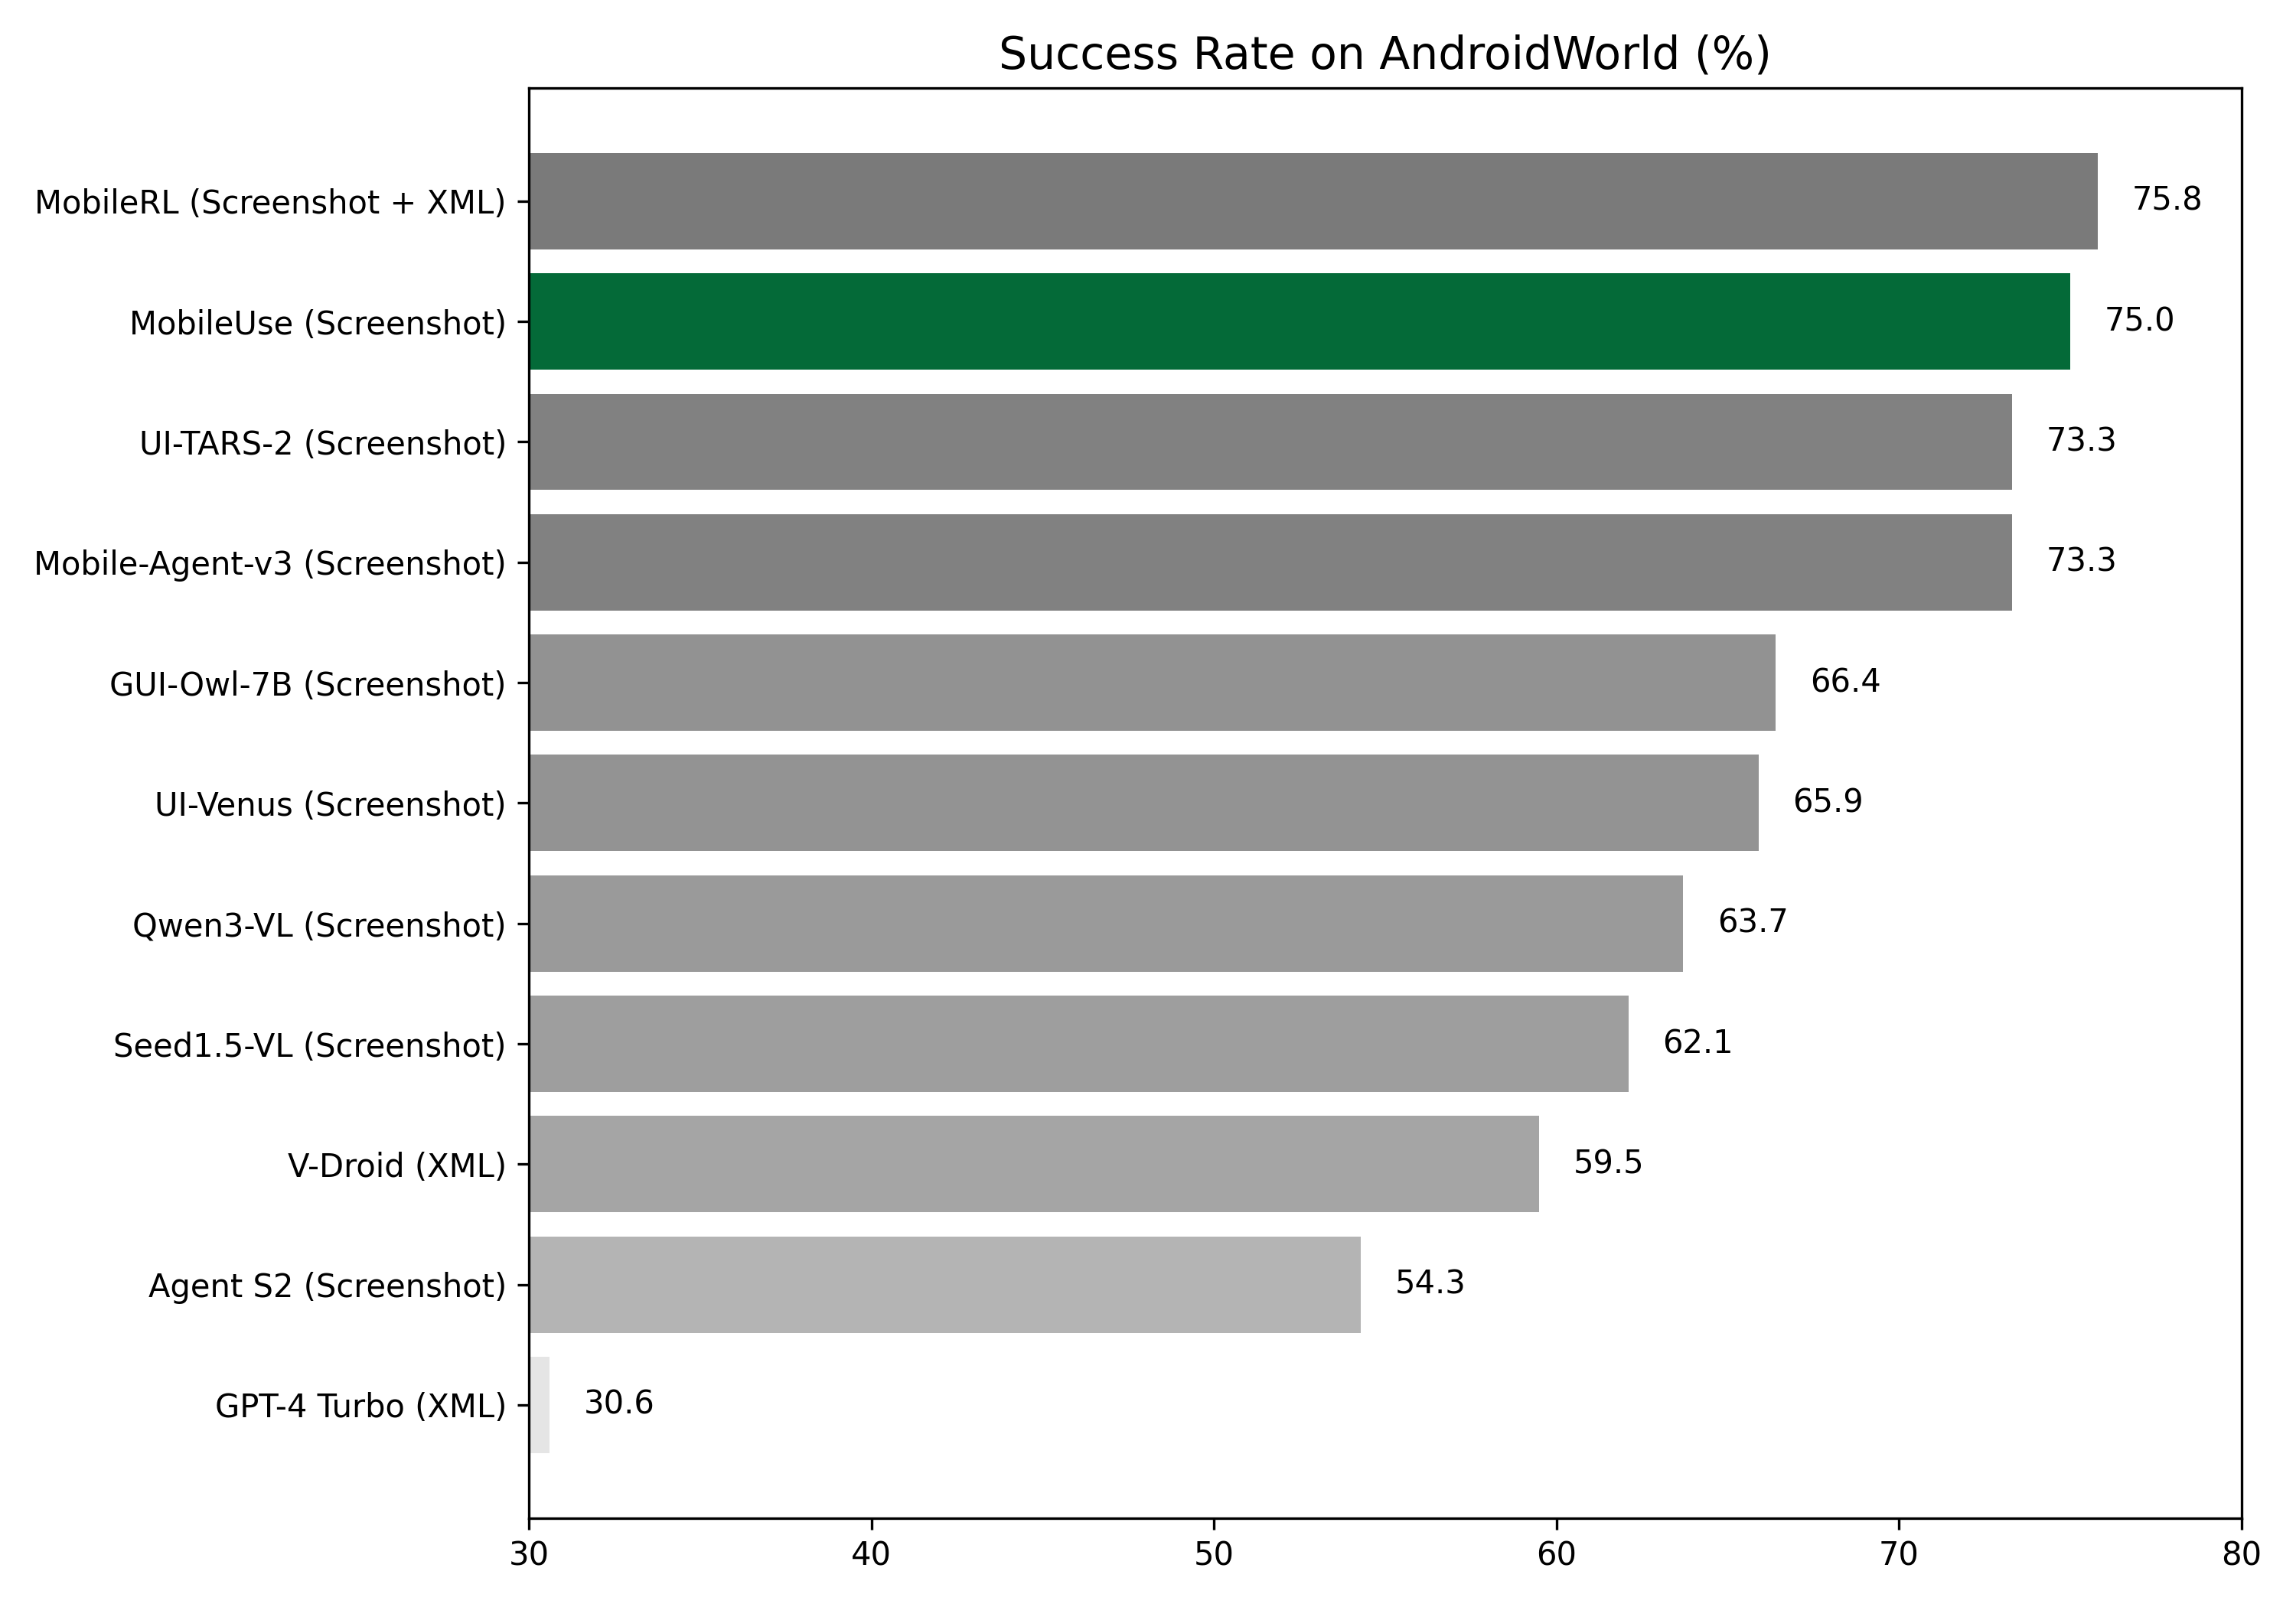 Success Rate on AndroidWorld (%)
MobileRL (Screenshot + XML) 75.8
MobileUse (Screenshot) 75.0
UI-TARS-2 (Screenshot) 73.3
Mobile-Agent-v3 (Screenshot) 73.3
GUI-Owl-7B (Screenshot) 66.4
UI-Venus (Screenshot) 65.9
Qwen3-VL (Screenshot) 63.7
Seed1.5-VL (Screenshot) 62.1
V-Droid (XML) 59.5
Agent S2 (Screenshot) 54.3
GPT-4 Turbo (XML) 30.6
30 40 50 60 70 80